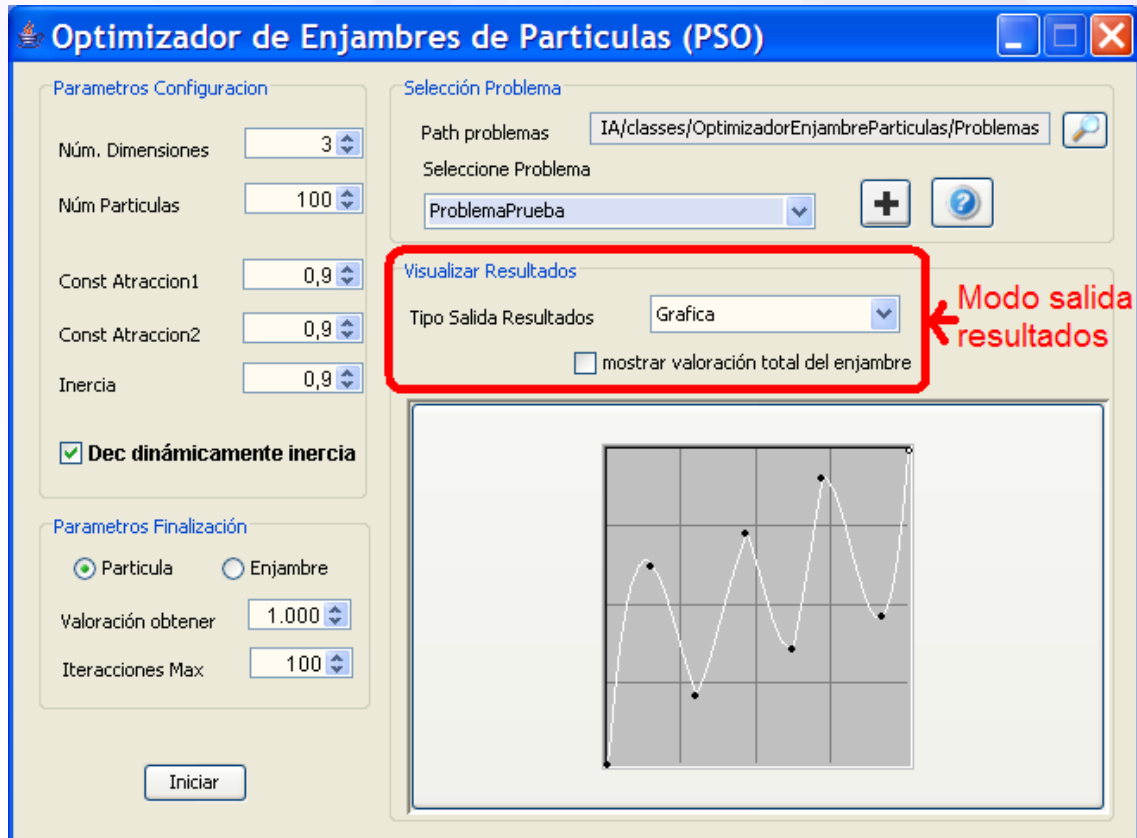 Optimizador de Enjambres de Particulas (PSO)
Parametros Configuracion
Núm. Dimensiones 3
Núm Particulas 100
Const Atraccion1 0,9
Const Atraccion2 0,9
Inercia 0,9
Dec dinámicamente inercia
Parametros Finalización
Particula Enjambre
Valoración obtener 1.000
Iteracciones Max 100
Iniciar
Selección Problema
Path problemas IA/classes/OptimizadorEnjambreParticulas/Problemas
Seleccione Problema
ProblemaPrueba
Visualizar Resultados
Tipo Salida Resultados Grafica
mostrar valoración total del enjambre
Modo salida
resultados